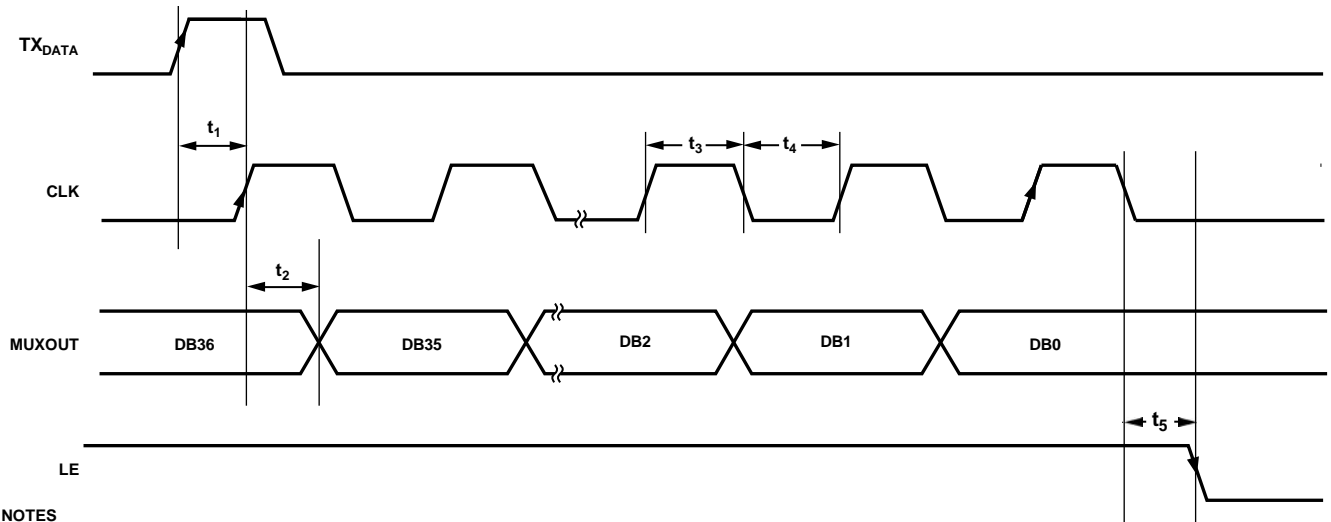 TXDATA
t1
t3
t4
CLK
t2
MUXOUT
DB36
DB35
DB2
DB1
DB0
t5
LE
NOTES